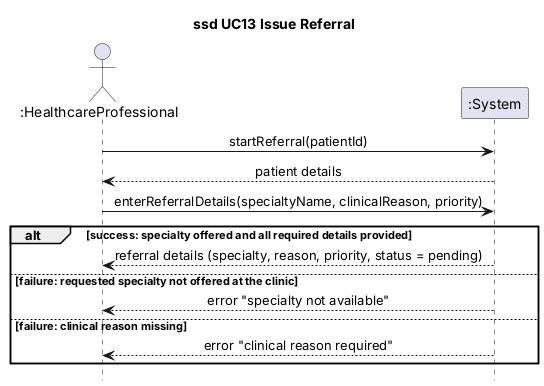 ssd UC13 Issue Referral
:HealthcareProfessional
:System
startReferral(patientId)
patient details
enterReferralDetails(specialtyName, clinicalReason, priority)
alt [success: specialty offered and all required details provided]
referral details (specialty, reason, priority, status = pending)
[failure: requested specialty not offered at the clinic]
error "specialty not available"
[failure: clinical reason missing]
error "clinical reason required"